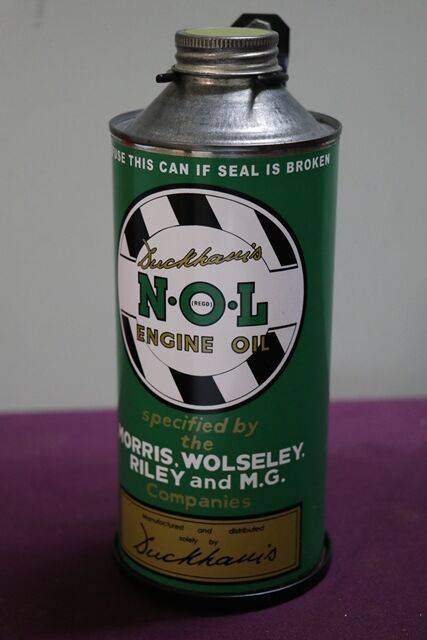 USE THIS CAN IF SEAL IS BROKEN
Duckham's
N·O·L
(REGD)
ENGINE OIL
specified by
the
MORRIS, WOLSELEY,
RILEY and M.G.
Companies
Manufactured and distributed
solely by
Duckham's